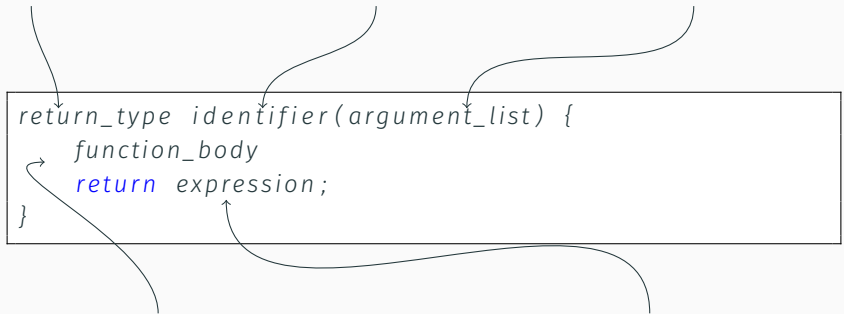 return_type identifier(argument_list) {
function_body
return expression;
}